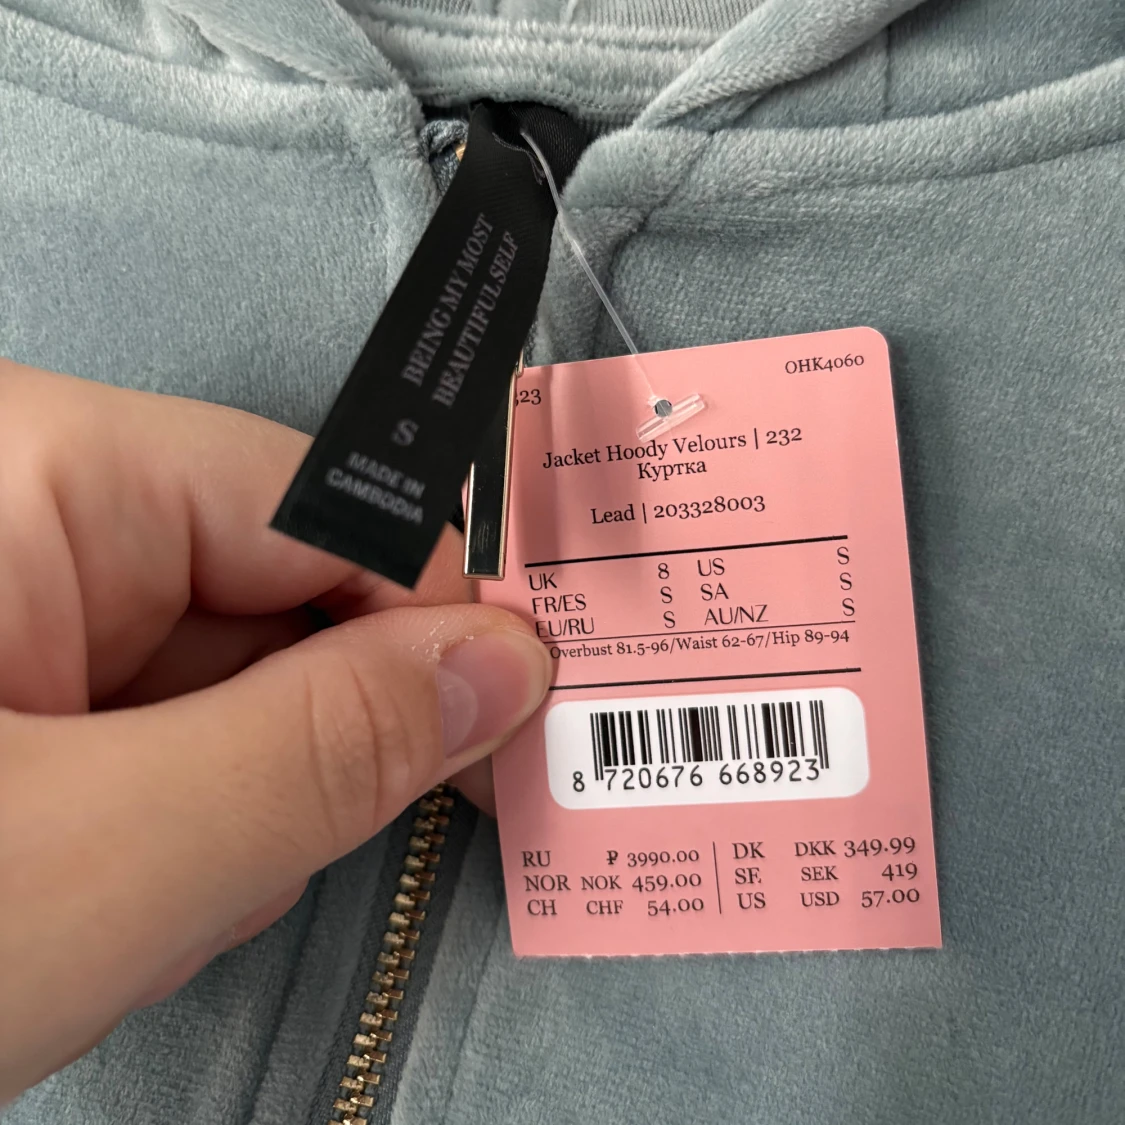 BEING MY MOST
BEAUTIFUL SELF
S
MADE IN
CAMBODIA
OHK4060
Jacket Hoody Velours | 232
Куртка
Lead | 203328003
UK 8 US S
FR/ES S SA S
EU/RU S AU/NZ S
Overbust 81.5-96/Waist 62-67/Hip 89-94
8 720676 668923
RU ₽ 3990.00 DK DKK 349.99
NOR NOK 459.00 SE SEK 419
CH CHF 54.00 US USD 57.00